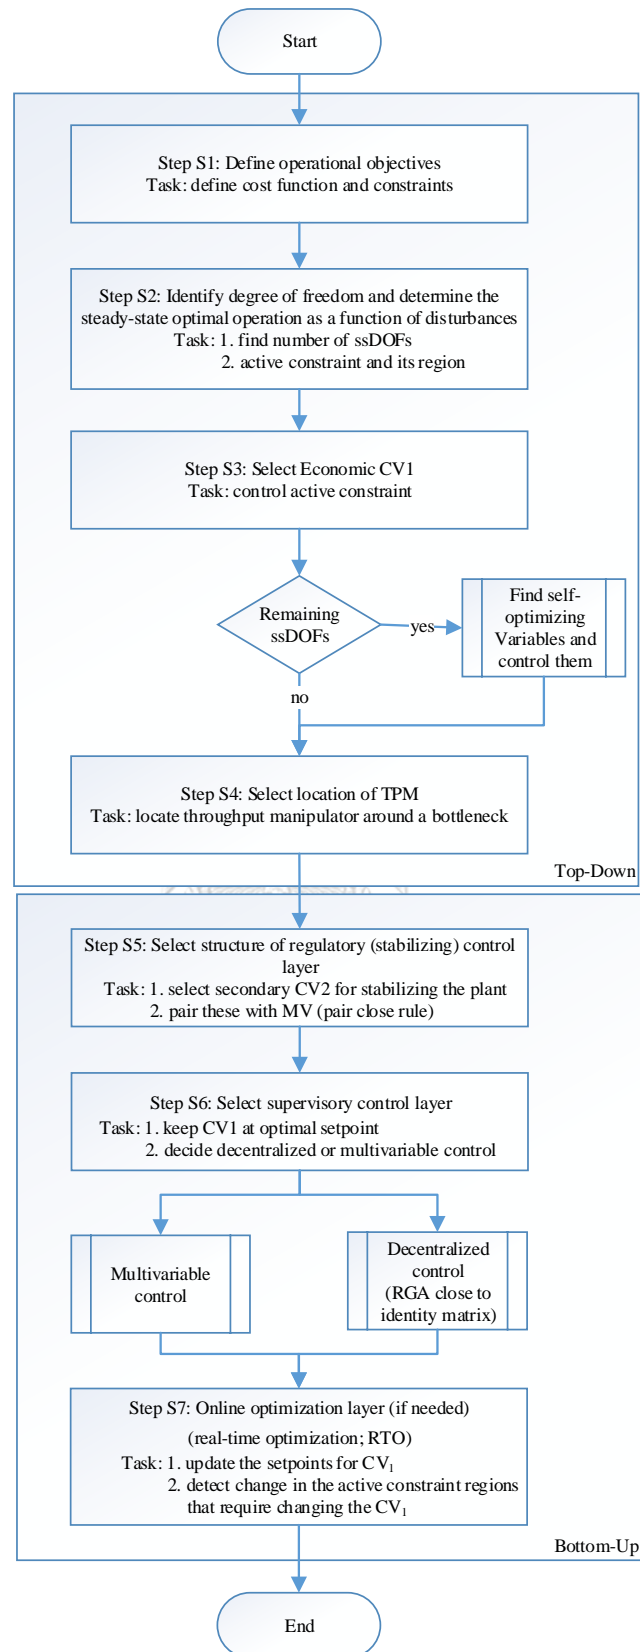 Start
Step S1: Define operational objectives
Task: define cost function and constraints
Step S2: Identify degree of freedom and determine the
steady-state optimal operation as a function of disturbances
Task: 1. find number of ssDOFs
2. active constraint and its region
Step S3: Select Economic CV1
Task: control active constraint
Remaining
ssDOFs
yes
Find self-
optimizing
Variables and
control them
no
Step S4: Select location of TPM
Task: locate throughput manipulator around a bottleneck
Top-Down
Step S5: Select structure of regulatory (stabilizing) control
layer
Task: 1. select secondary CV2 for stabilizing the plant
2. pair these with MV (pair close rule)
Step S6: Select supervisory control layer
Task: 1. keep CV1 at optimal setpoint
2. decide decentralized or multivariable control
Multivariable
control
Decentralized
control
(RGA close to
identity matrix)
Step S7: Online optimization layer (if needed)
(real-time optimization; RTO)
Task: 1. update the setpoints for CV₁
2. detect change in the active constraint regions
that require changing the CV₁
Bottom-Up
End